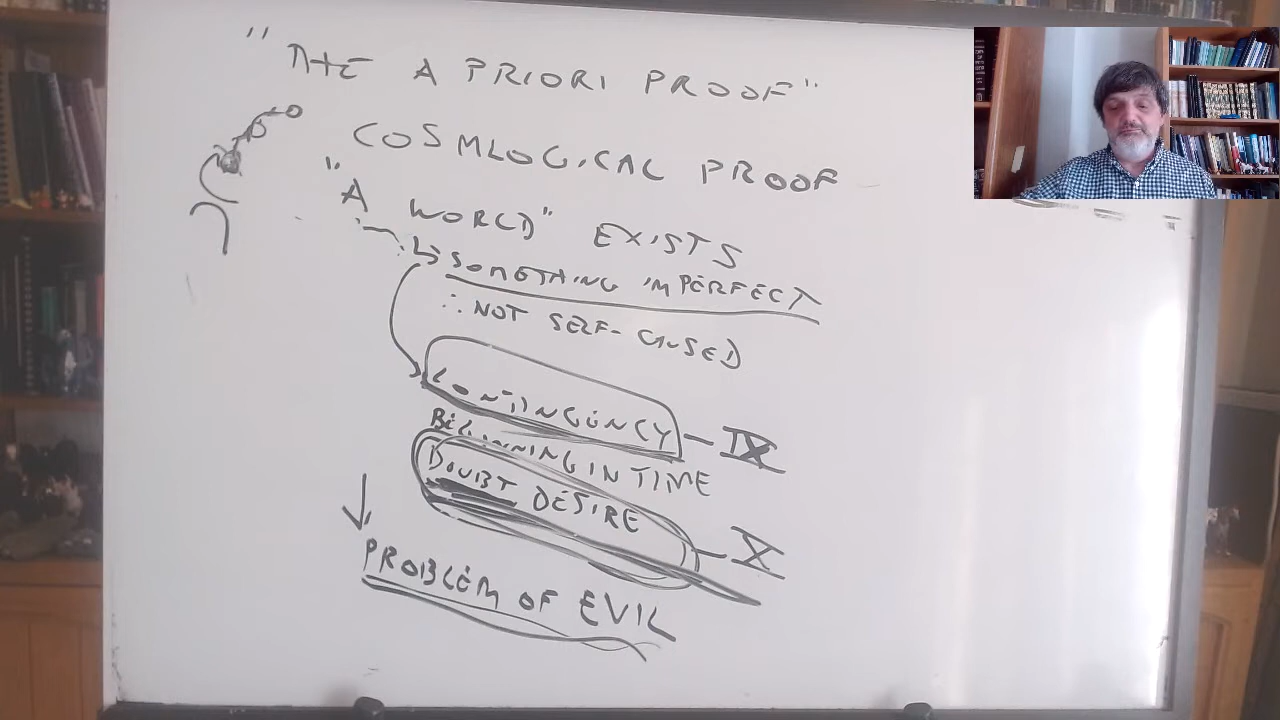 "THE A PRIORI PROOF"
COSMLOGICAL PROOF
"A WORLD" EXISTS
SOMETHING IMPERFECT
∴ NOT SELF-CAUSED
CONTINGENCY — IX
BEGINNING IN TIME
DOUBT DESIRE — X
PROBLEM OF EVIL